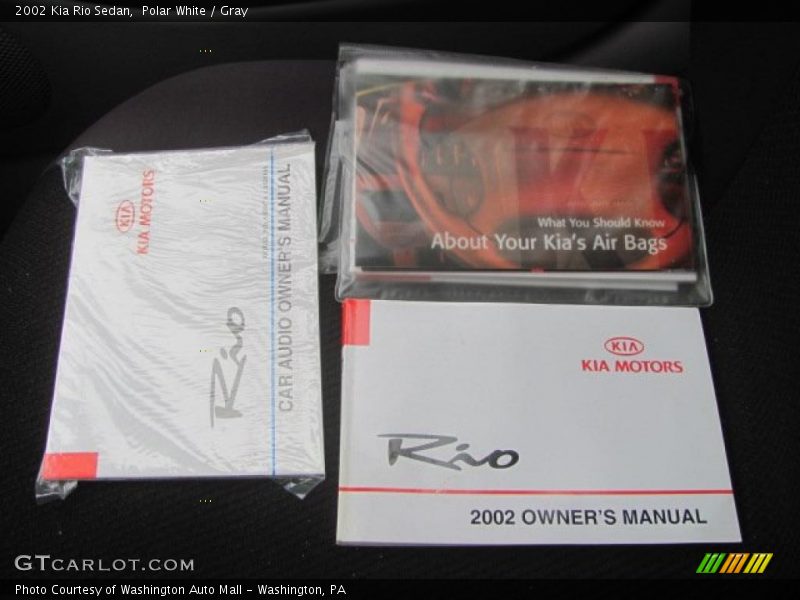 2002 Kia Rio Sedan,  Polar White / Gray
KIA
KIA MOTORS
Rio
CAR AUDIO OWNER'S MANUAL
What You Should Know
About Your Kia's Air Bags
KIA
KIA MOTORS
Rio
2002 OWNER'S MANUAL
GTCARLOT.COM
Photo Courtesy of Washington Auto Mall - Washington, PA